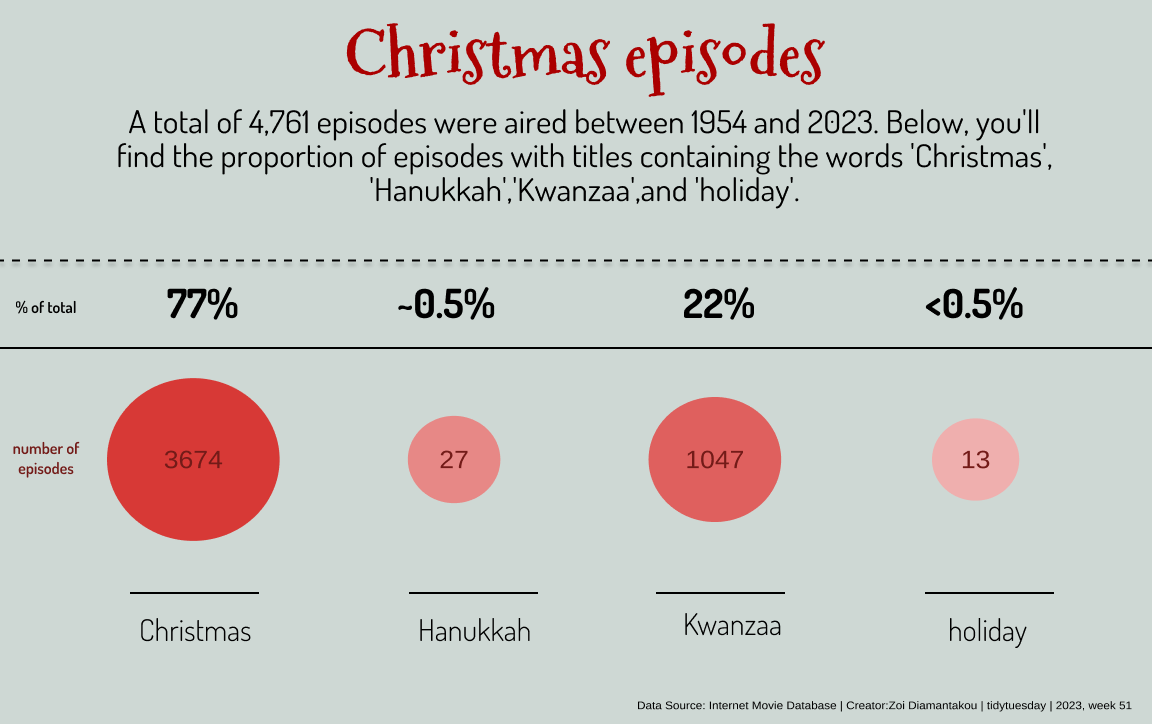 Christmas episodes
A total of 4,761 episodes were aired between 1954 and 2023. Below, you'll
find the proportion of episodes with titles containing the words 'Christmas',
'Hanukkah','Kwanzaa',and 'holiday'.
% of total
77%
~0.5%
22%
<0.5%
number of
episodes
3674
27
1047
13
Christmas
Hanukkah
Kwanzaa
holiday
Data Source: Internet Movie Database | Creator:Zoi Diamantakou | tidytuesday | 2023, week 51